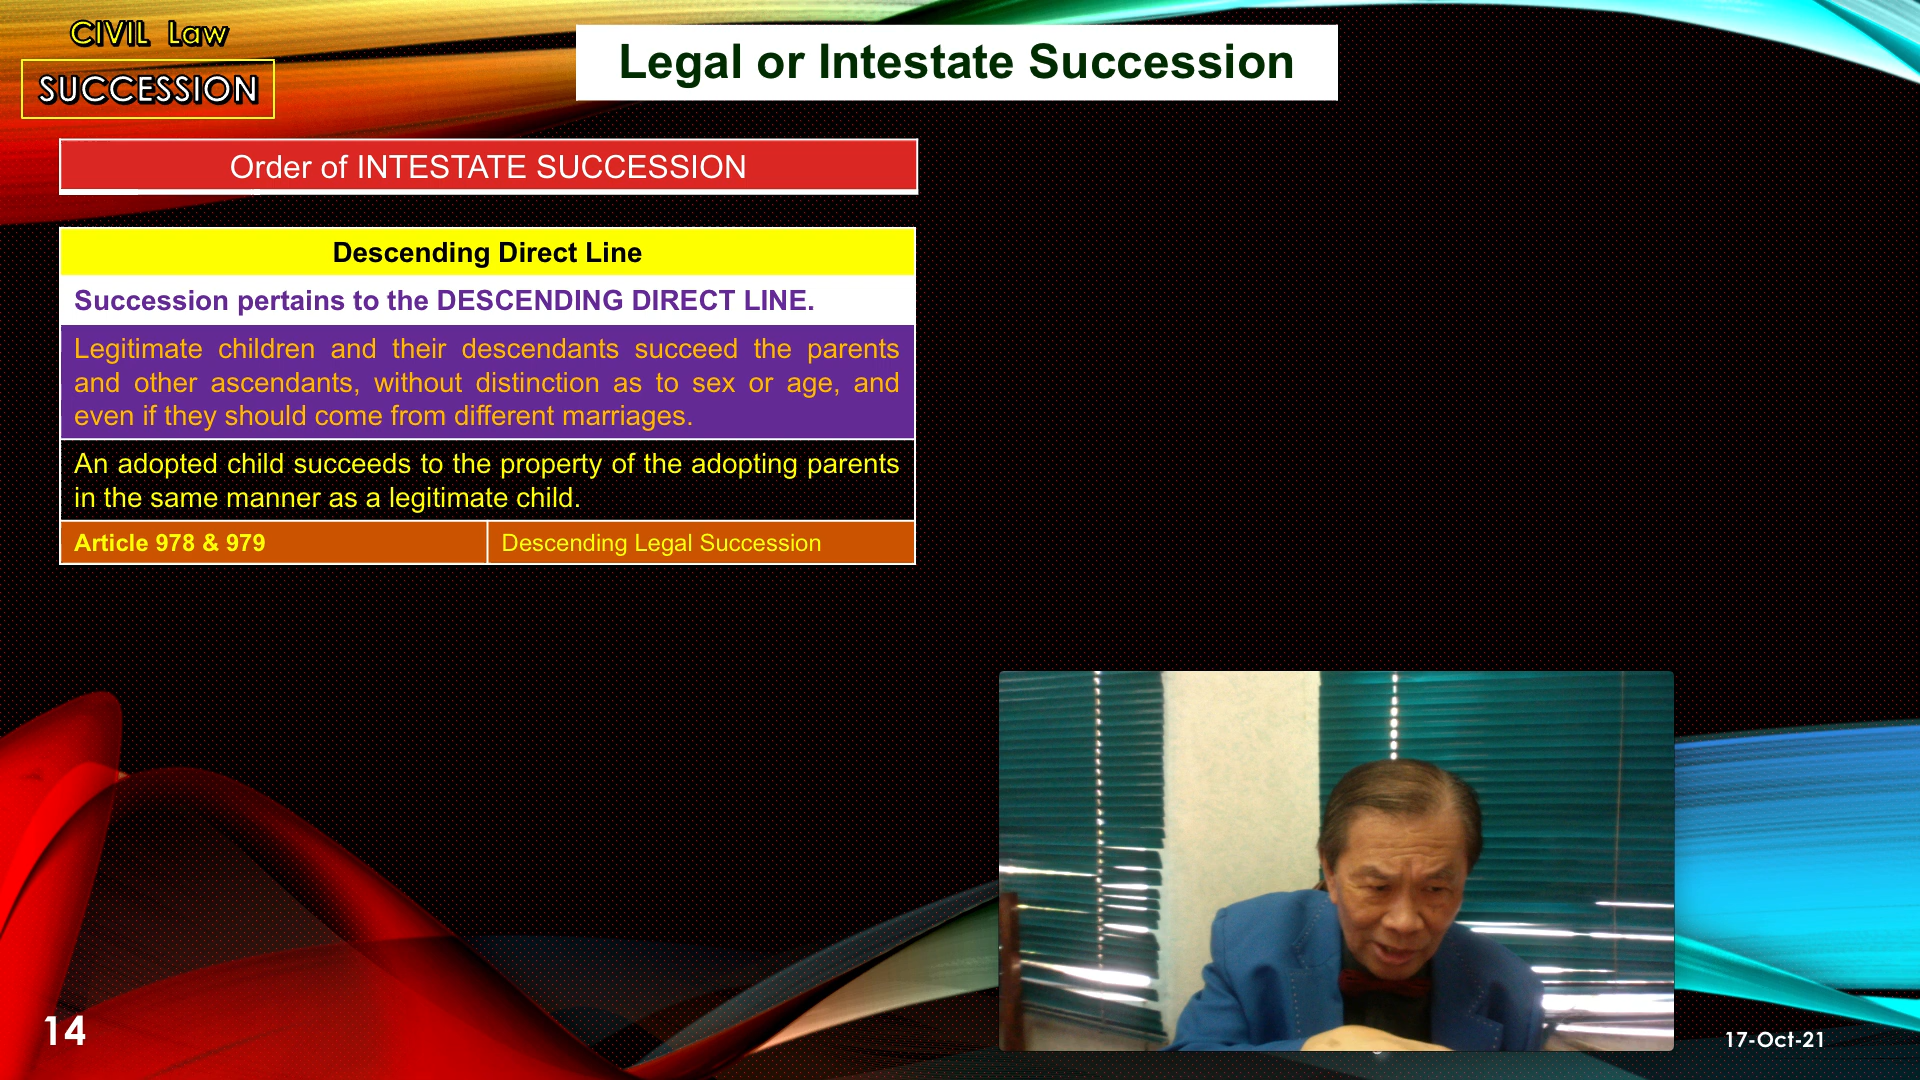 CIVIL Law
SUCCESSION
Legal or Intestate Succession
Order of INTESTATE SUCCESSION
Descending Direct Line
Succession pertains to the DESCENDING DIRECT LINE.
Legitimate children and their descendants succeed the parents
and other ascendants, without distinction as to sex or age, and
even if they should come from different marriages.
An adopted child succeeds to the property of the adopting parents
in the same manner as a legitimate child.
Article 978 & 979
Descending Legal Succession
14
17-Oct-21